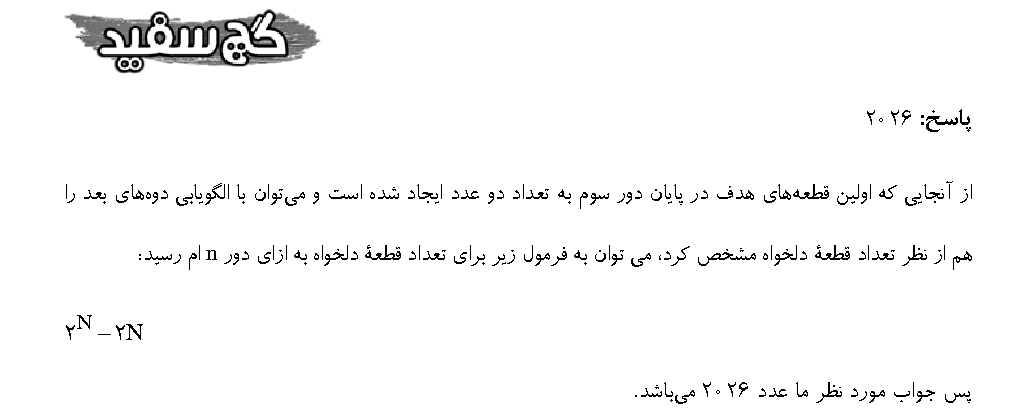 گچ سفید
پاسخ: ۲۰۲۶
از آنجایی که اولین قطعه‌های هدف در پایان دور سوم به تعداد دو عدد ایجاد شده است و می‌توان با الگویابی دوه‌های بعد را
هم از نظر تعداد قطعهٔ دلخواه مشخص کرد، می توان به فرمول زیر برای تعداد قطعهٔ دلخواه به ازای دور n ام رسید:
۲^N – ۲N
پس جواب مورد نظر ما عدد ۲۰۲۶ می‌باشد.